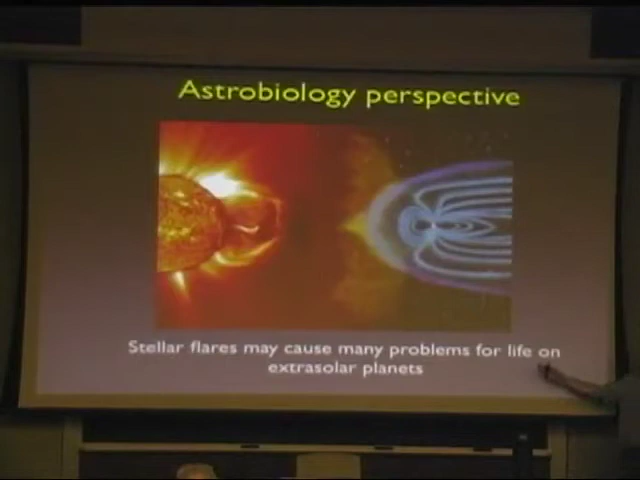 Astrobiology perspective
Stellar flares may cause many problems for life on
extrasolar planets